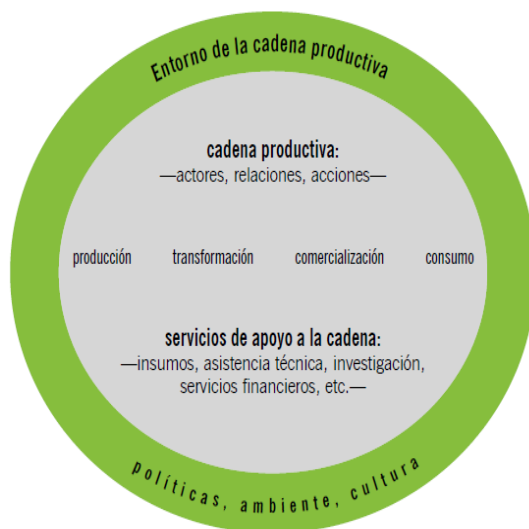 Entorno de la cadena productiva
cadena productiva:
—actores, relaciones, acciones—
producción transformación comercialización consumo
servicios de apoyo a la cadena:
—insumos, asistencia técnica, investigación,
servicios financieros, etc.—
políticas, ambiente, cultura